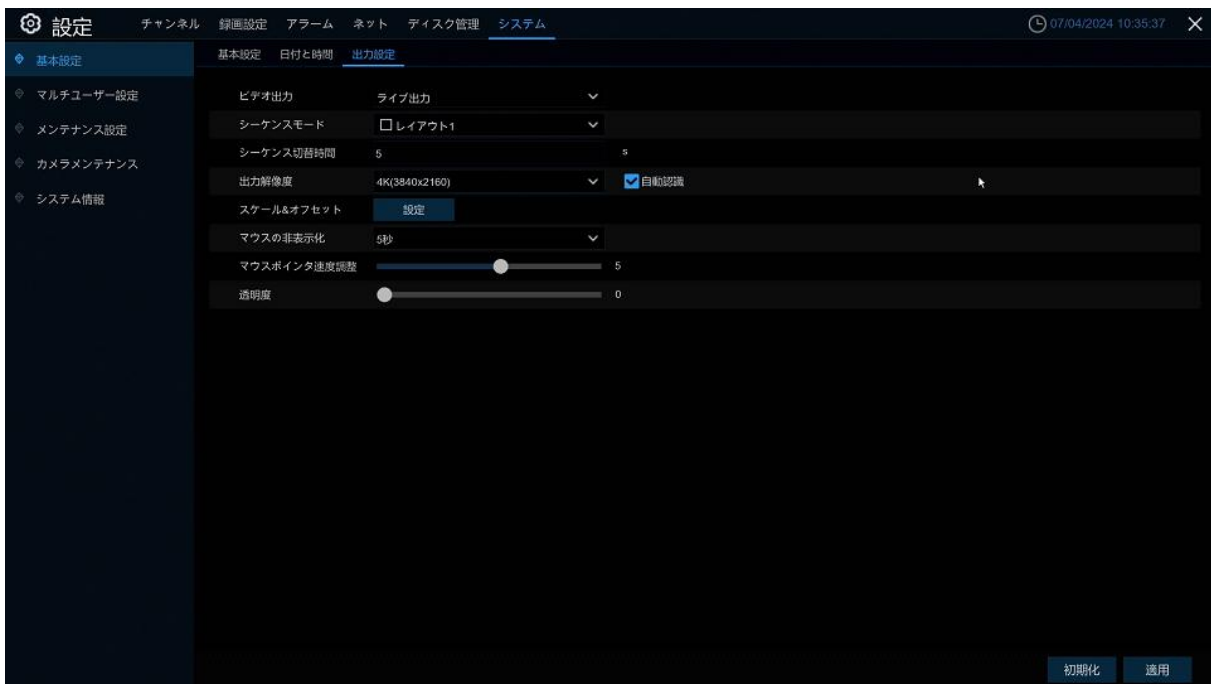 設定 チャンネル 録画設定 アラーム ネット ディスク管理 システム 07/04/2024 10:35:37
基本設定 日付と時間 出力設定
基本設定
マルチユーザー設定
メンテナンス設定
カメラメンテナンス
システム情報
ビデオ出力 ライブ出力
シーケンスモード レイアウト1
シーケンス切替時間 5 s
出力解像度 4K(3840x2160) 自動認識
スケール&オフセット 設定
マウスの非表示化 5秒
マウスポインタ速度調整 5
透明度 0
初期化 適用